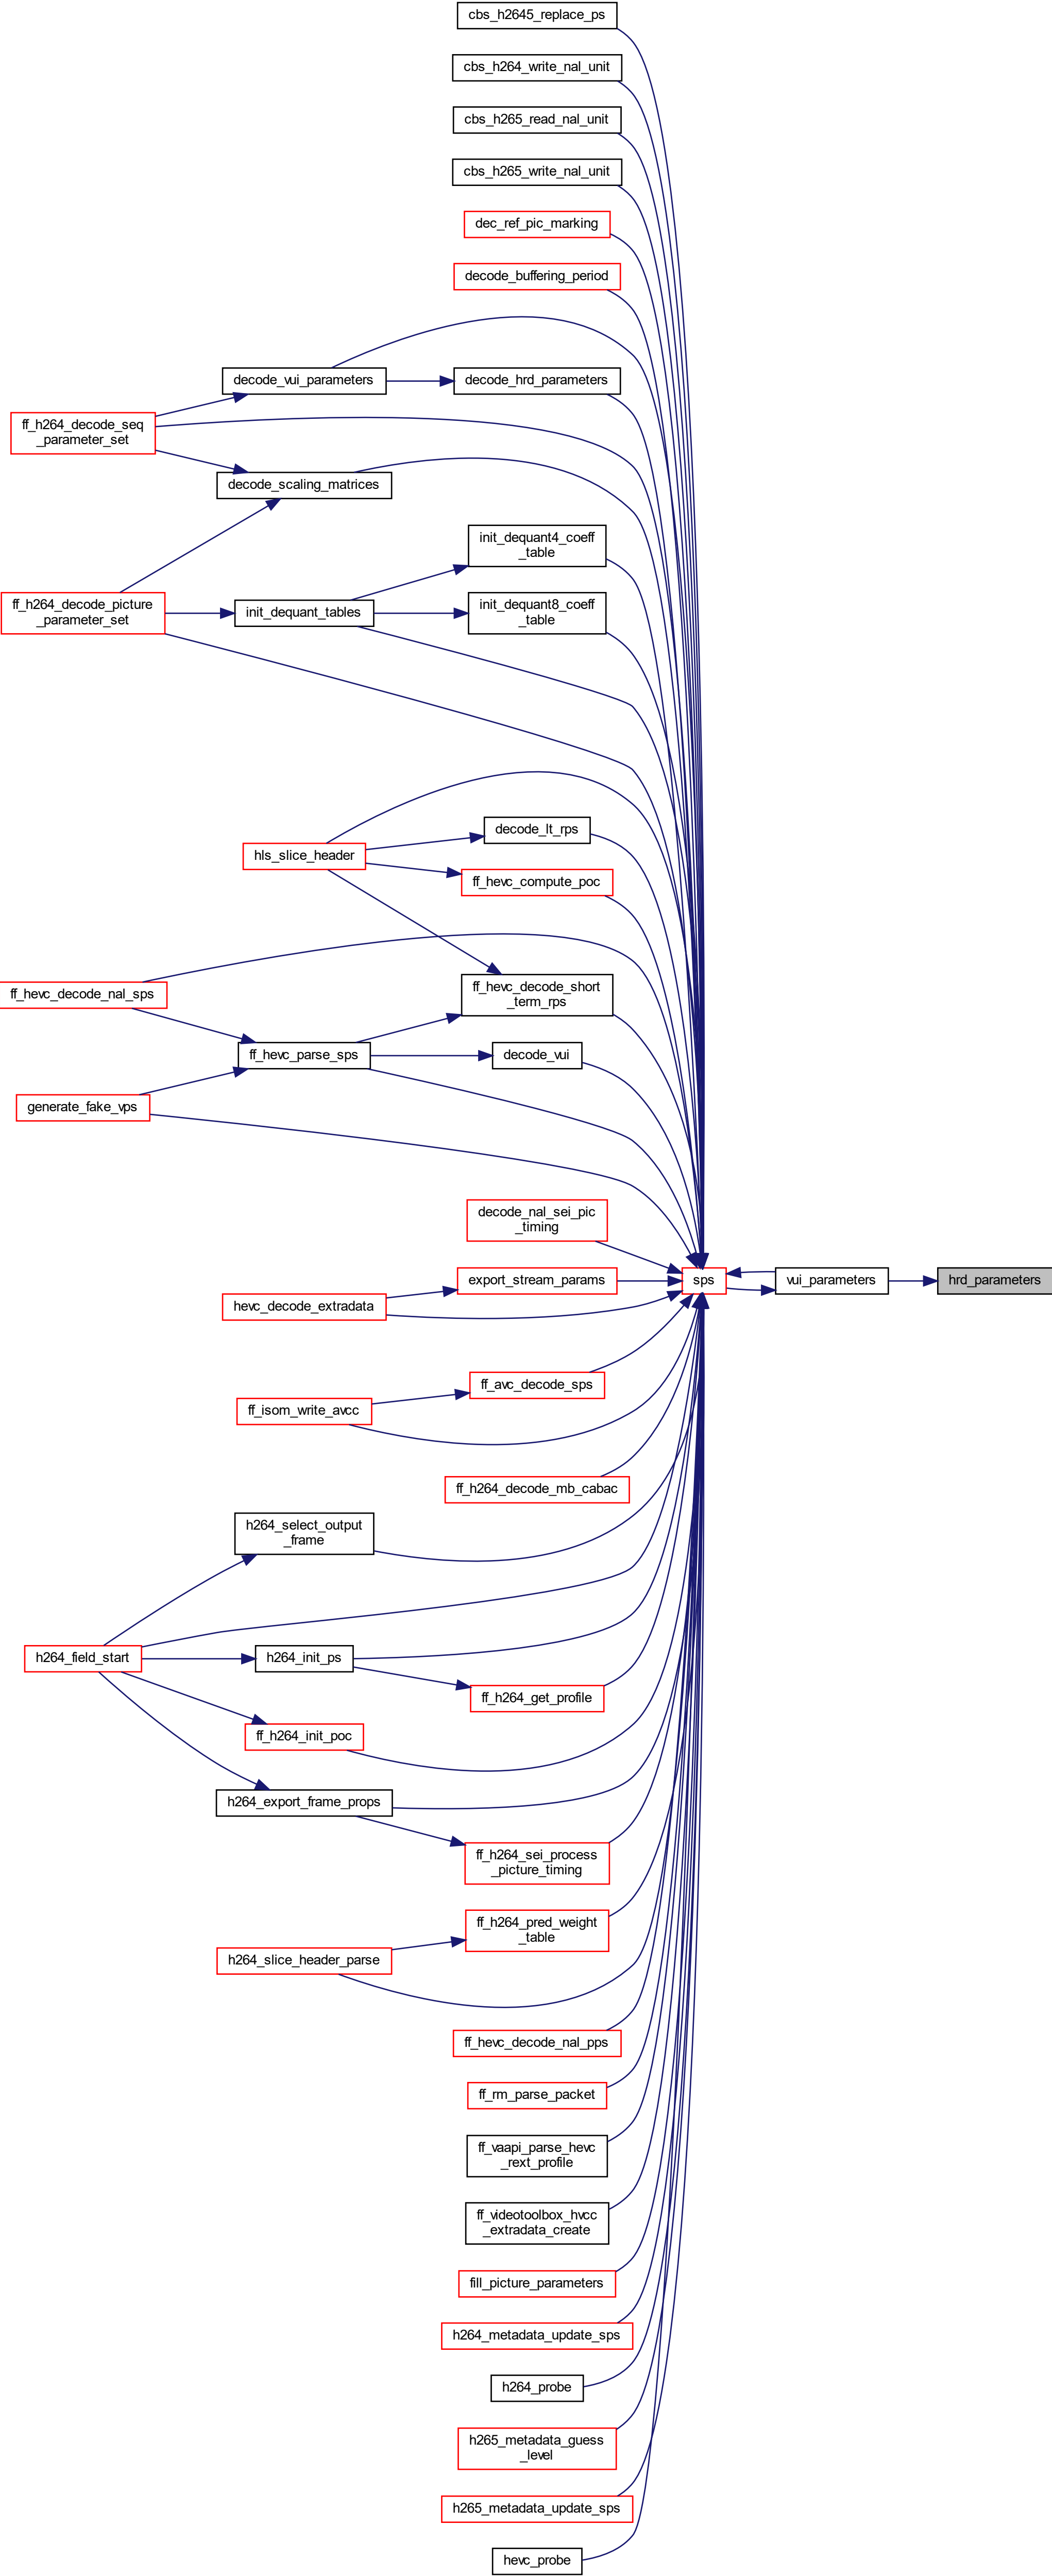 cbs_h2645_replace_ps
cbs_h264_write_nal_unit
cbs_h265_read_nal_unit
cbs_h265_write_nal_unit
dec_ref_pic_marking
decode_buffering_period
decode_vui_parameters
decode_hrd_parameters
ff_h264_decode_seq
_parameter_set
decode_scaling_matrices
init_dequant4_coeff
_table
ff_h264_decode_picture
_parameter_set
init_dequant_tables
init_dequant8_coeff
_table
decode_lt_rps
hls_slice_header
ff_hevc_compute_poc
ff_hevc_decode_nal_sps
ff_hevc_decode_short
_term_rps
ff_hevc_parse_sps
decode_vui
generate_fake_vps
decode_nal_sei_pic
_timing
export_stream_params
sps
vui_parameters
hrd_parameters
hevc_decode_extradata
ff_avc_decode_sps
ff_isom_write_avcc
ff_h264_decode_mb_cabac
h264_select_output
_frame
h264_field_start
h264_init_ps
ff_h264_get_profile
ff_h264_init_poc
h264_export_frame_props
ff_h264_sei_process
_picture_timing
ff_h264_pred_weight
_table
h264_slice_header_parse
ff_hevc_decode_nal_pps
ff_rm_parse_packet
ff_vaapi_parse_hevc
_rext_profile
ff_videotoolbox_hvcc
_extradata_create
fill_picture_parameters
h264_metadata_update_sps
h264_probe
h265_metadata_guess
_level
h265_metadata_update_sps
hevc_probe